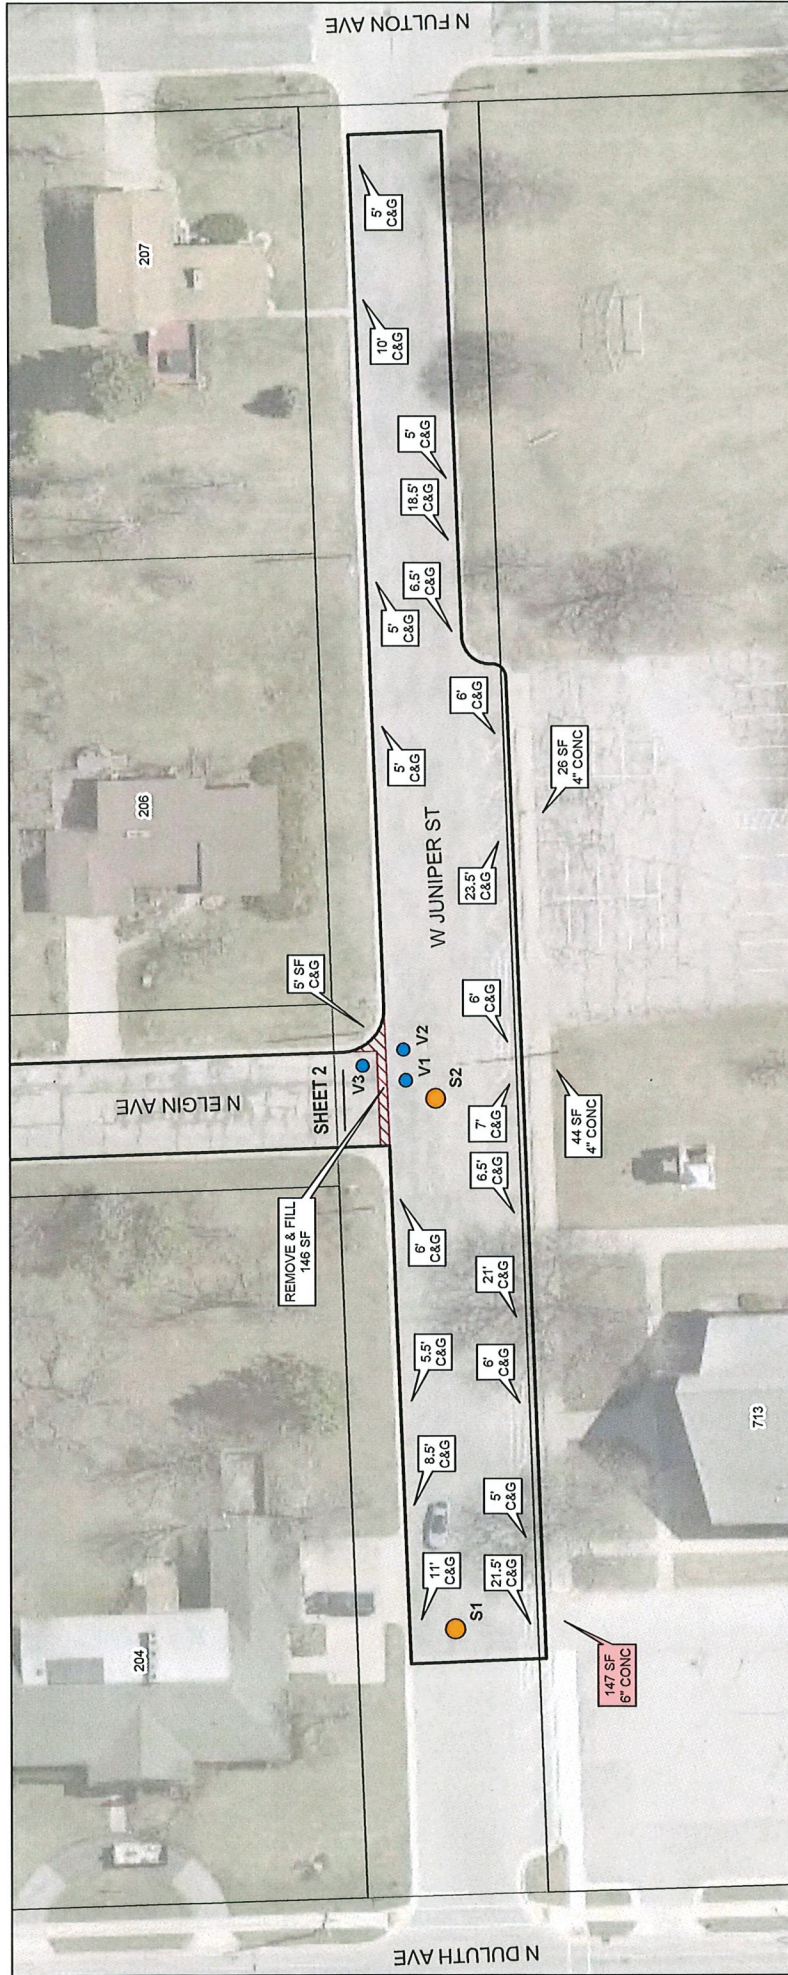 N DULUTH AVE
204
11'
C&G
8.5'
C&G
5.5'
C&G
6'
C&G
REMOVE & FILL
146 SF
N ELGIN AVE
SHEET 2
V3
5' SF
C&G
206
5'
C&G
5'
C&G
10'
C&G
5'
C&G
207
N FULTON AVE
S1
S2
V1
V2
W JUNIPER ST
21.5'
C&G
5'
C&G
6'
C&G
21'
C&G
6.5'
C&G
7'
C&G
6'
C&G
23.5'
C&G
6'
C&G
6.5'
C&G
18.5'
C&G
5'
C&G
147 SF
6" CONC
713
44 SF
4" CONC
26 SF
4" CONC